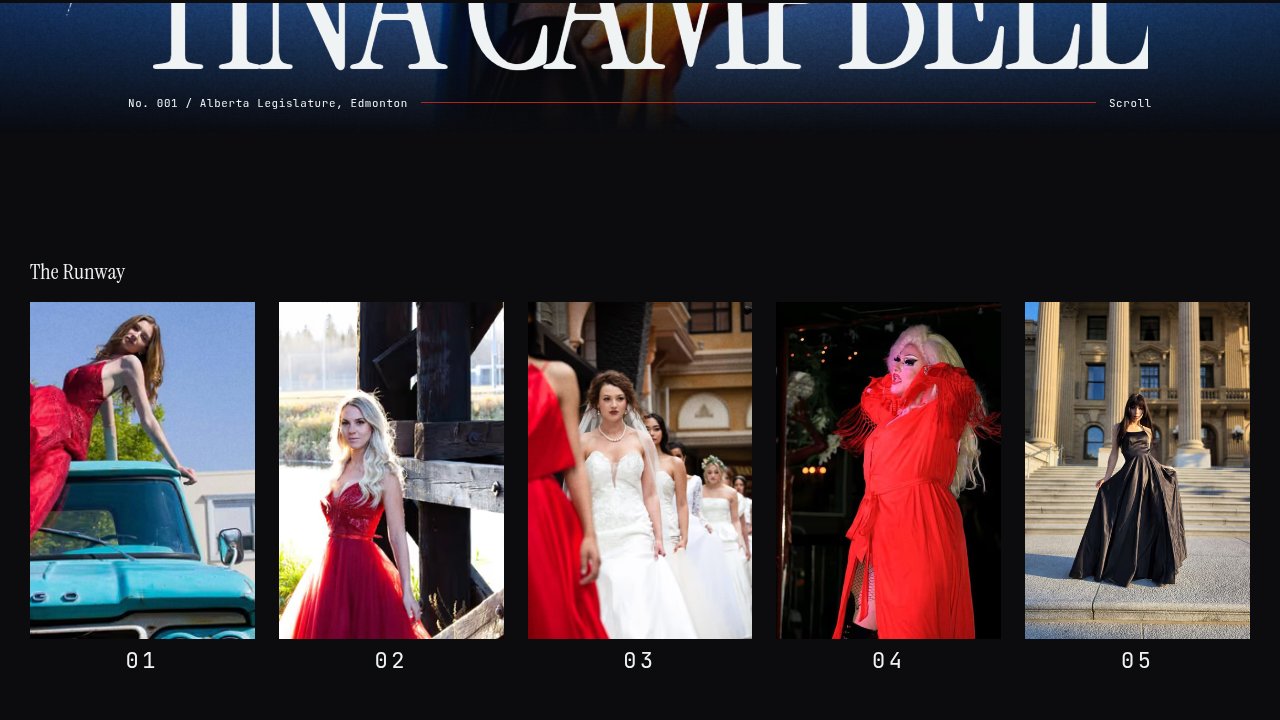 TINA CAMPBELL
No. 001 / Alberta Legislature, Edmonton
Scroll
The Runway
01
02
03
04
05